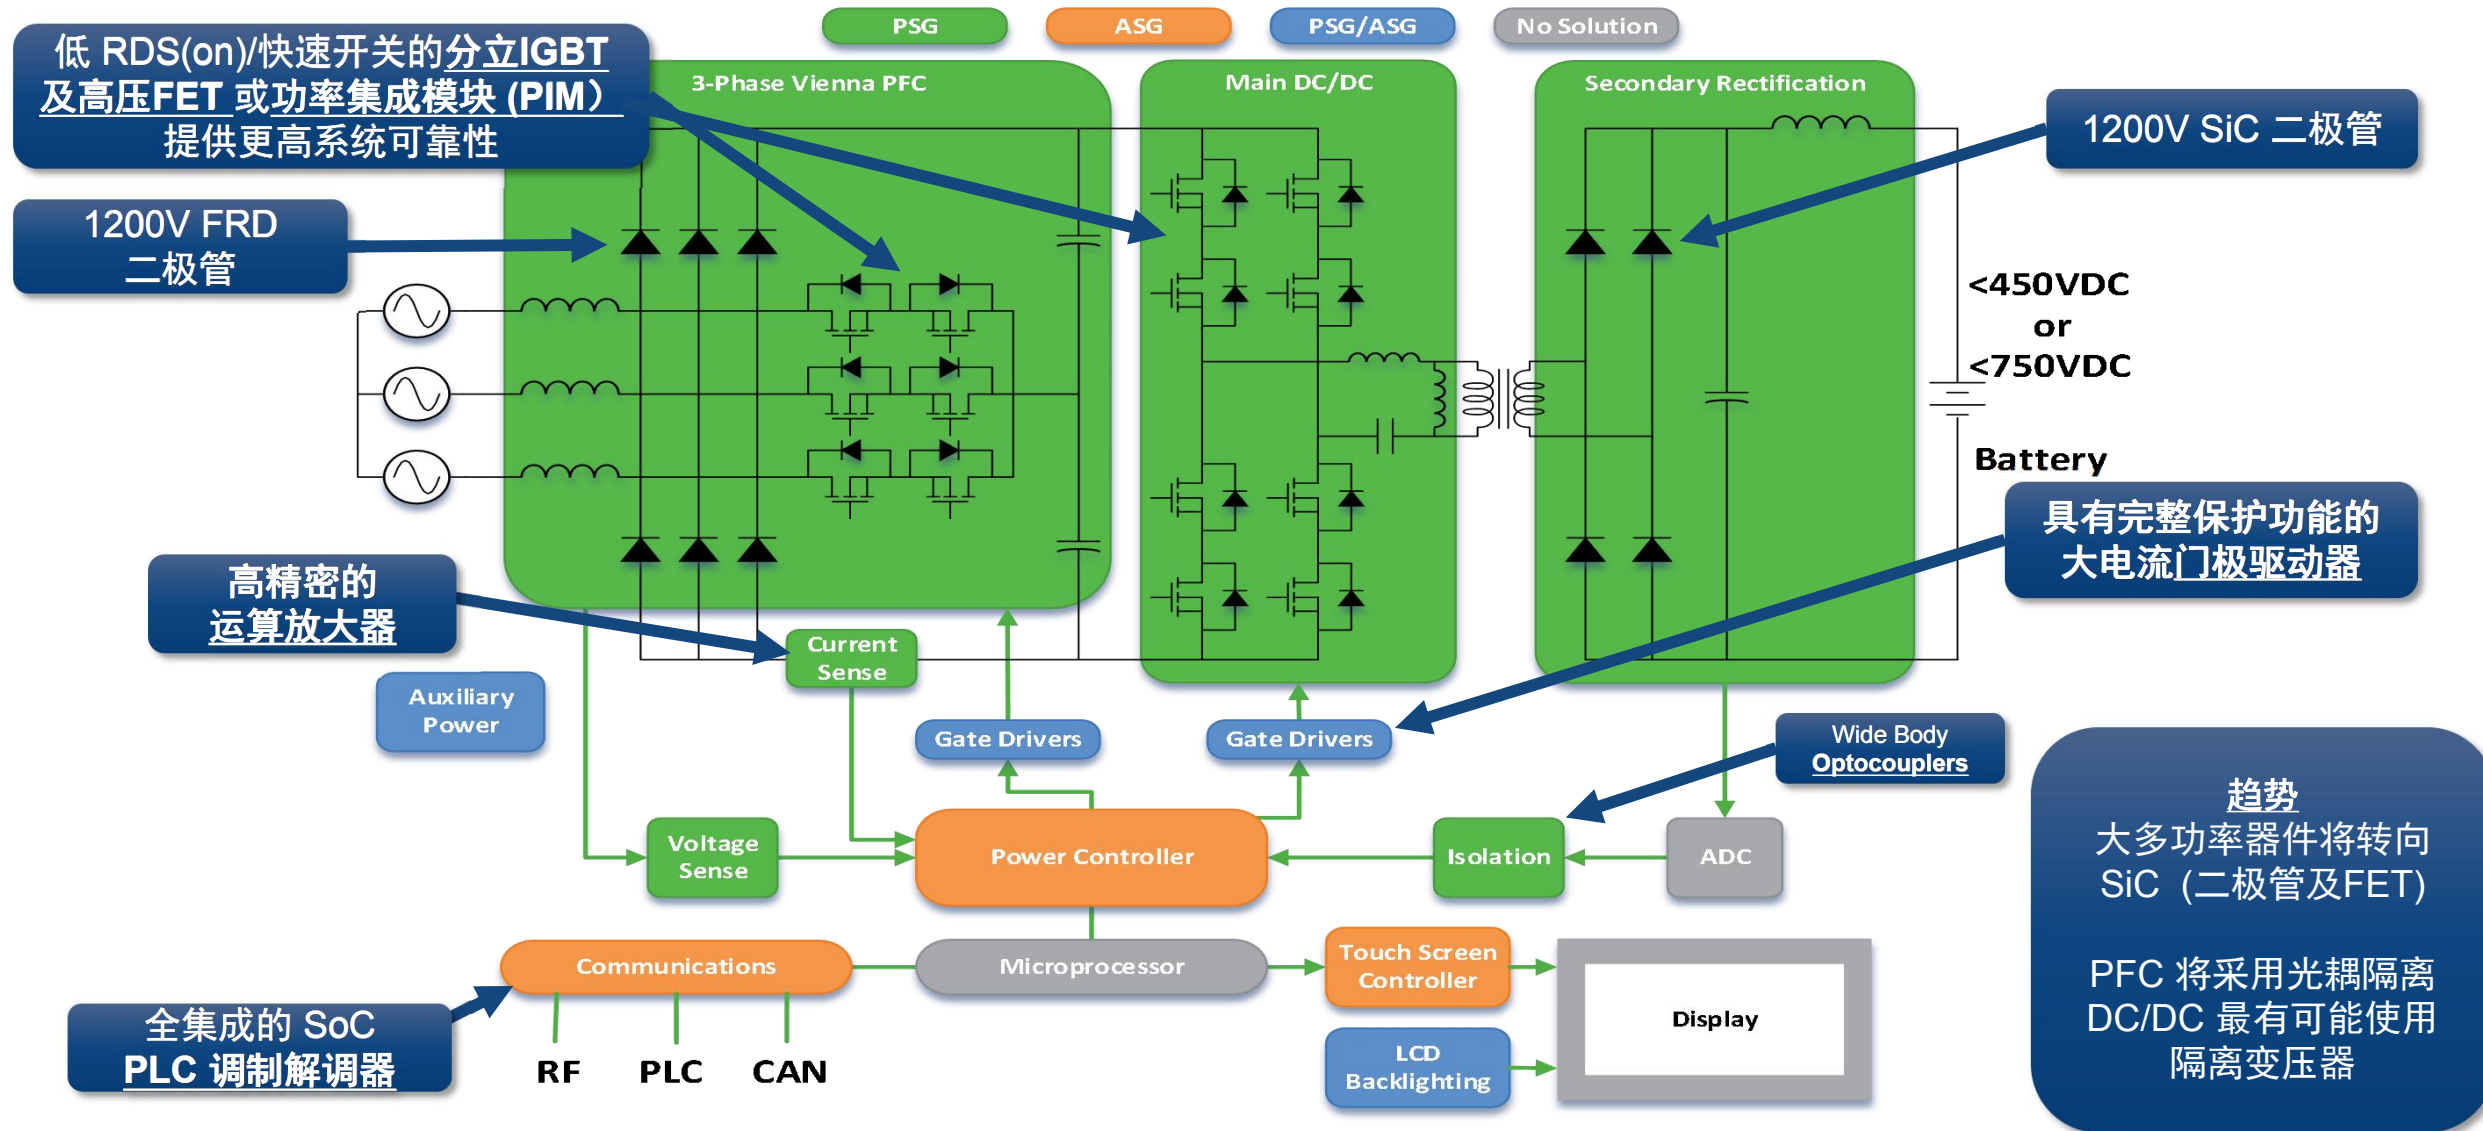 PSG
ASG
PSG/ASG
No Solution
低 RDS(on)/快速开关的分立IGBT
及高压FET 或功率集成模块 (PIM）
提供更高系统可靠性
3-Phase Vienna PFC
Main DC/DC
Secondary Rectification
1200V SiC 二极管
1200V FRD
二极管
<450VDC
or
<750VDC
Battery
具有完整保护功能的
大电流门极驱动器
高精密的
运算放大器
Current
Sense
Auxiliary
Power
Gate Drivers
Gate Drivers
Wide Body
Optocouplers
Voltage
Sense
Power Controller
Isolation
ADC
趋势
大多功率器件将转向
SiC (二极管及FET)
PFC 将采用光耦隔离
DC/DC 最有可能使用
隔离变压器
Communications
Microprocessor
Touch Screen
Controller
Display
LCD
Backlighting
全集成的 SoC
PLC 调制解调器
RF
PLC
CAN